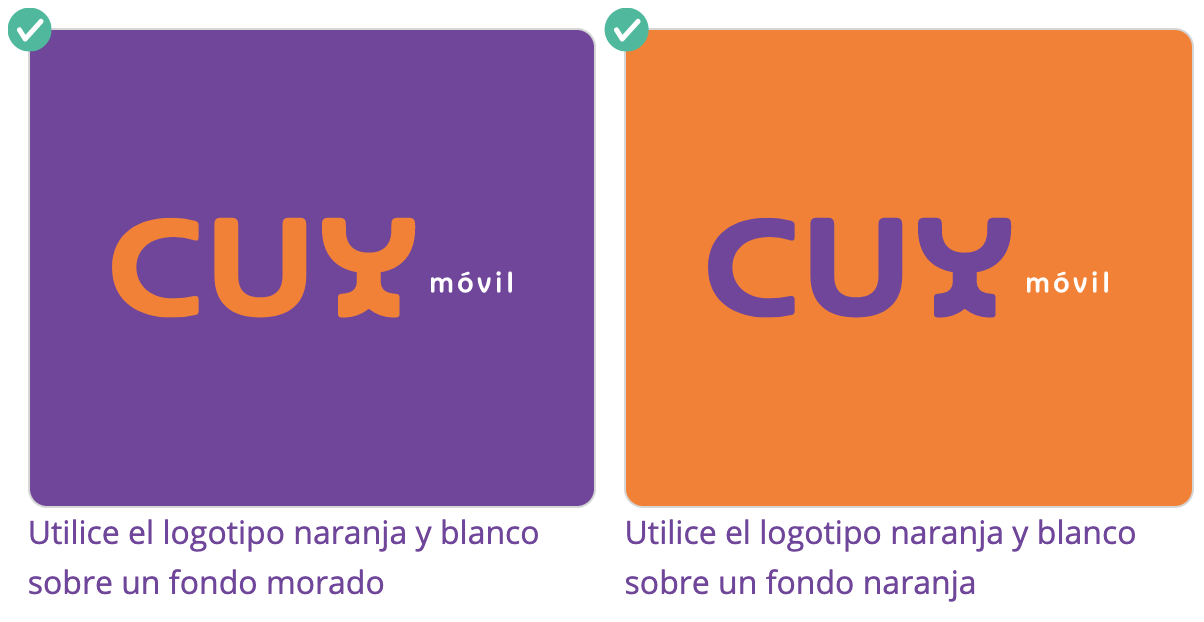 CUY móvil
CUY móvil
Utilice el logotipo naranja y blanco
sobre un fondo morado
Utilice el logotipo naranja y blanco
sobre un fondo naranja